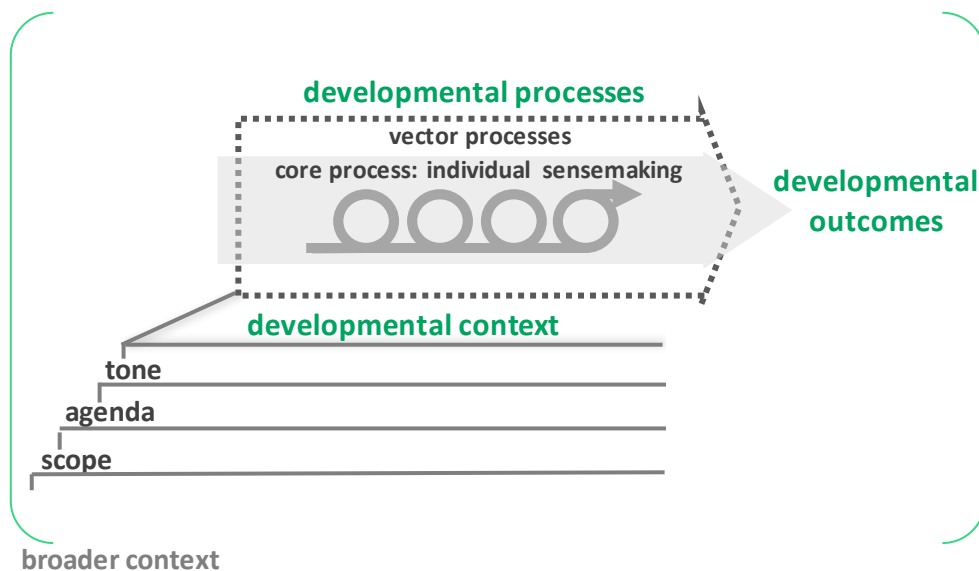 developmental processes
vector processes
core process: individual sensemaking
developmental
outcomes
developmental context
tone
agenda
scope
broader context